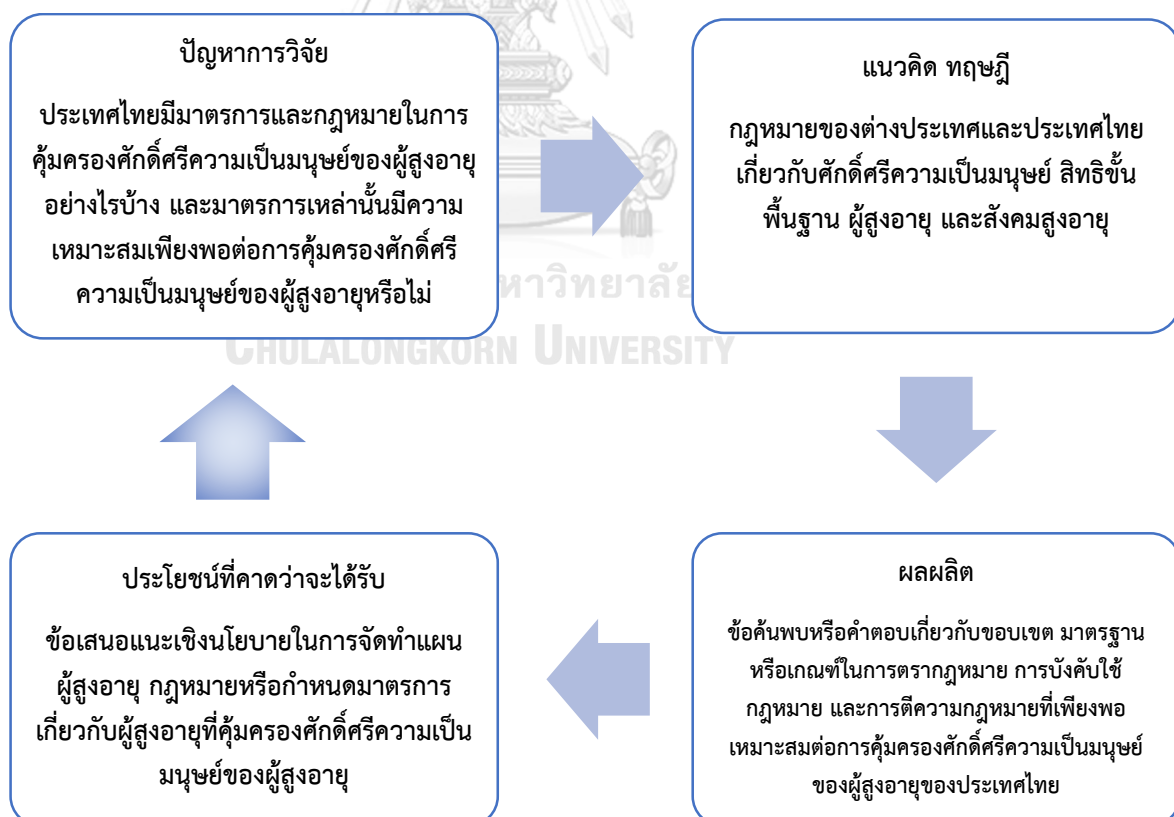 ปัญหาการวิจัย
ประเทศไทยมีมาตรการและกฎหมายในการ
คุ้มครองศักดิ์ศรีความเป็นมนุษย์ของผู้สูงอายุ
อย่างไรบ้าง และมาตรการเหล่านั้นมีความ
เหมาะสมเพียงพอต่อการคุ้มครองศักดิ์ศรี
ความเป็นมนุษย์ของผู้สูงอายุหรือไม่
แนวคิด ทฤษฎี
กฎหมายของต่างประเทศและประเทศไทย
เกี่ยวกับศักดิ์ศรีความเป็นมนุษย์ สิทธิขั้น
พื้นฐาน ผู้สูงอายุ และสังคมสูงอายุ
หาวิทยาลัย
CHULALONGKORN UNIVERSITY
ประโยชน์ที่คาดว่าจะได้รับ
ข้อเสนอแนะเชิงนโยบายในการจัดทำแผน
ผู้สูงอายุ กฎหมายหรือกำหนดมาตรการ
เกี่ยวกับผู้สูงอายุที่คุ้มครองศักดิ์ศรีความเป็น
มนุษย์ของผู้สูงอายุ
ผลผลิต
ข้อค้นพบหรือคำตอบเกี่ยวกับขอบเขต มาตรฐาน
หรือเกณฑ์ในการตรากฎหมาย การบังคับใช้
กฎหมาย และการตีความกฎหมายที่เพียงพอ
เหมาะสมต่อการคุ้มครองศักดิ์ศรีความเป็นมนุษย์
ของผู้สูงอายุของประเทศไทย